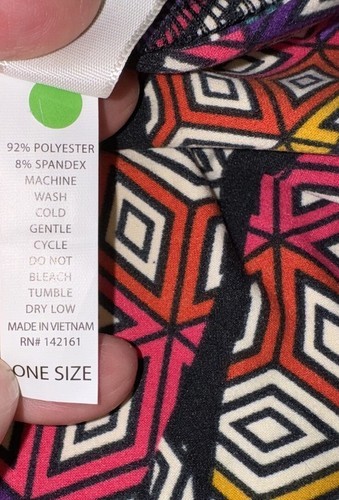 92% POLYESTER
8% SPANDEX
MACHINE
WASH
COLD
GENTLE
CYCLE
DO NOT
BLEACH
TUMBLE
DRY LOW
MADE IN VIETNAM
RN# 142161
ONE SIZE